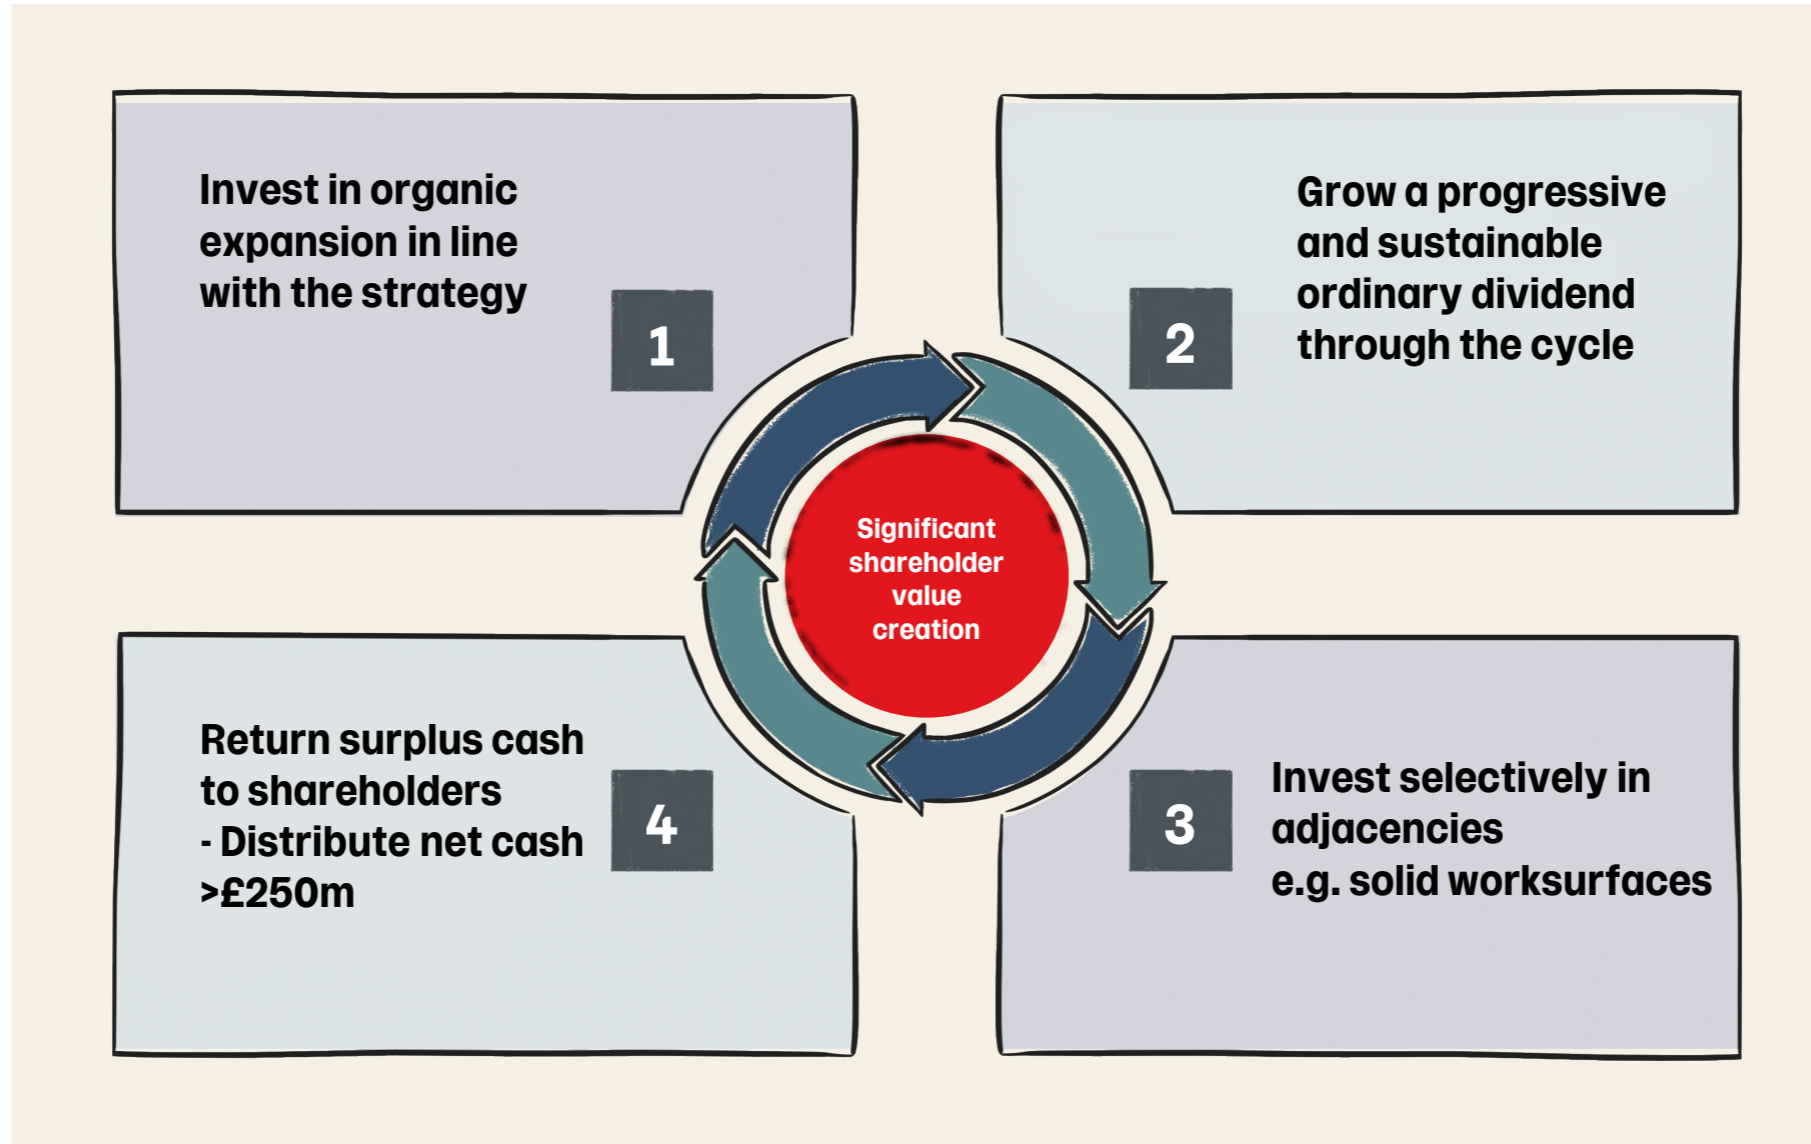 Invest in organic
expansion in line
with the strategy
1
Grow a progressive
and sustainable
ordinary dividend
through the cycle
2
Significant
shareholder
value
creation
Invest selectively in
adjacencies
e.g. solid worksurfaces
3
Return surplus cash
to shareholders
- Distribute net cash
>£250m
4